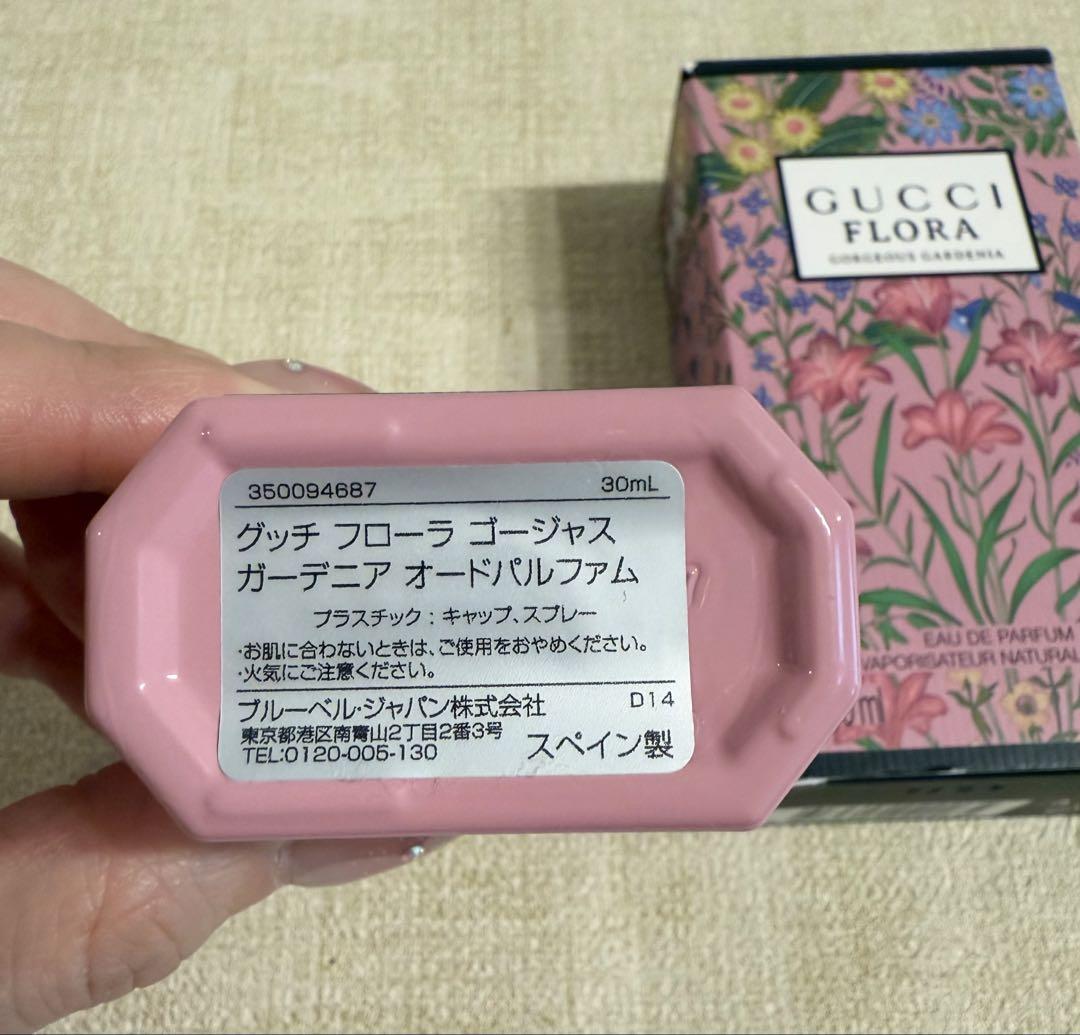 GUCCI
FLORA
GORGEOUS GARDENIA
EAU DE PARFUM
VAPORISATEUR NATURAL
350094687 30mL
グッチ フローラ ゴージャス
ガーデニア オードパルファム
プラスチック : キャップ、スプレー
･お肌に合わないときは、ご使用をおやめください。
･火気にご注意ください。
ブルーベル･ジャパン株式会社 D14
東京都港区南青山2丁目2番3号
TEL:0120-005-130 スペイン製